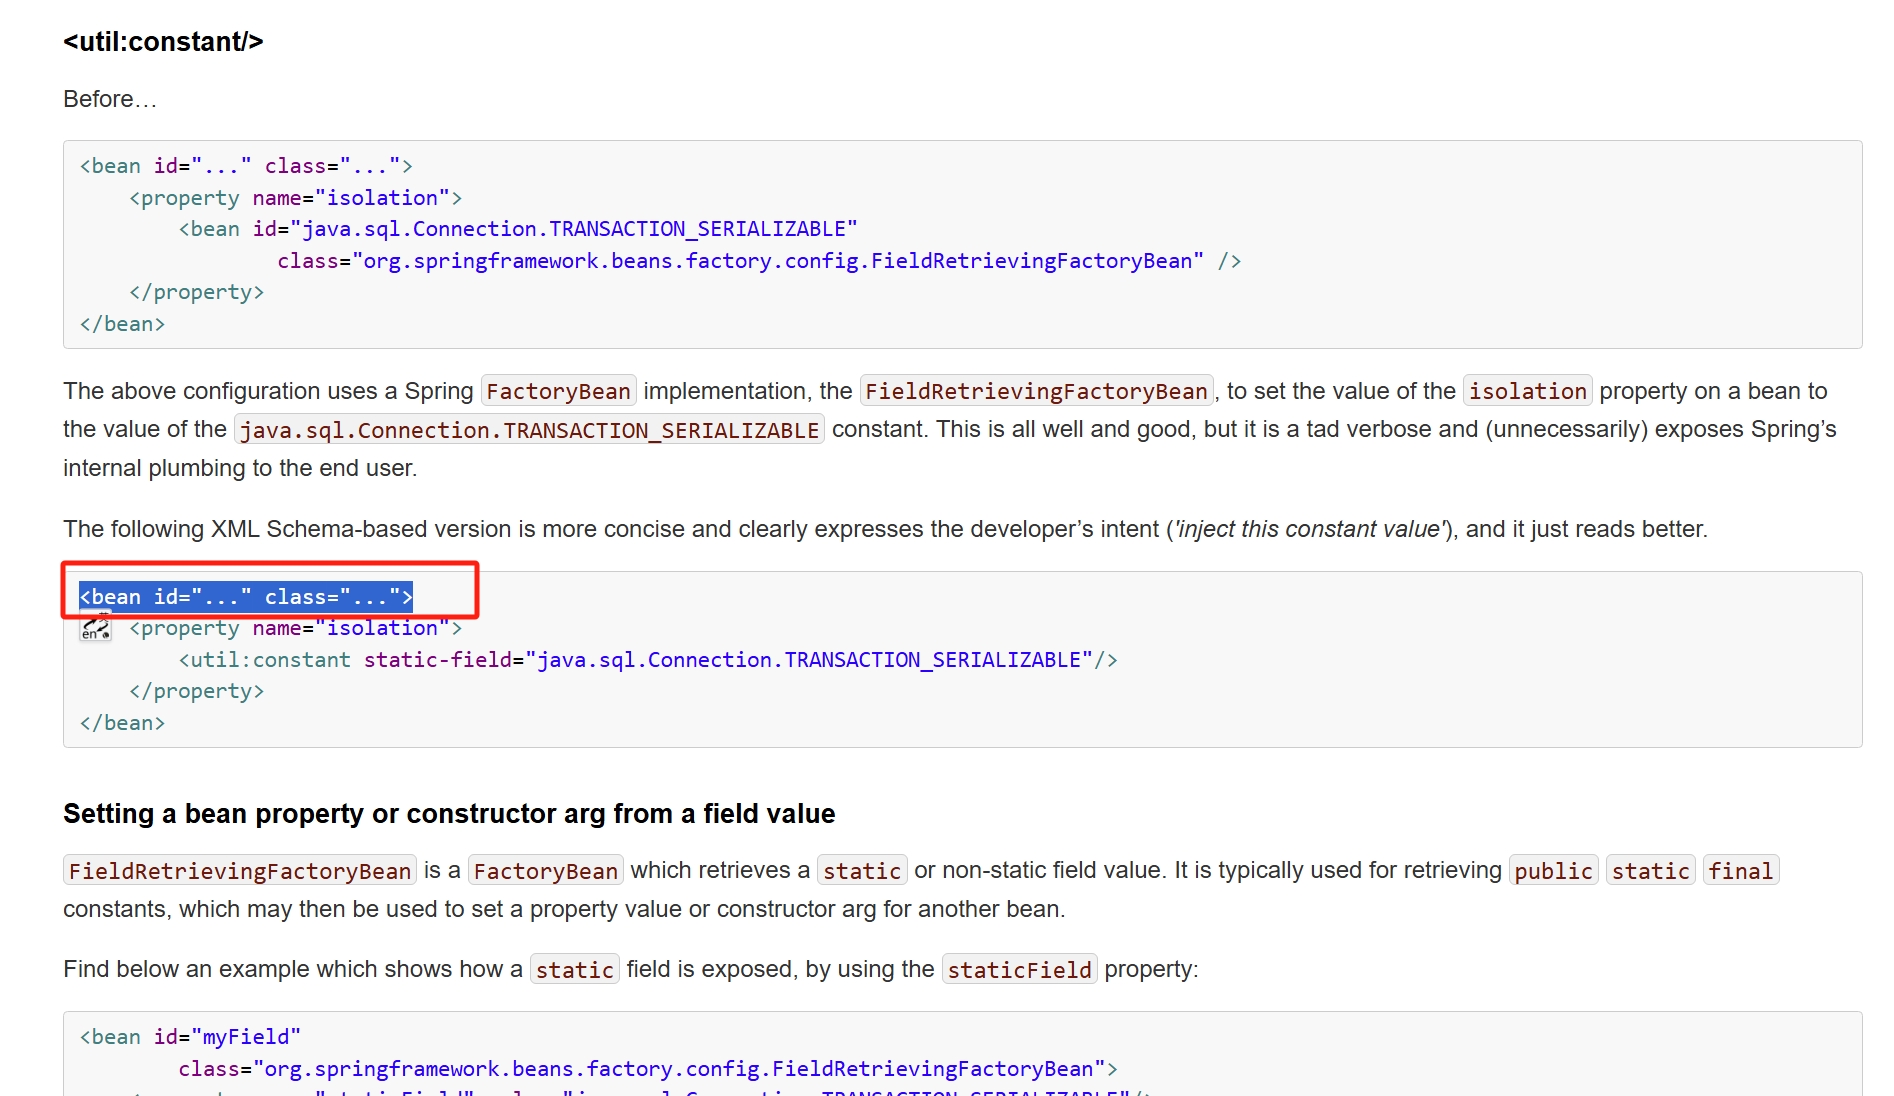 <util:constant/>
Before…
<bean id="..." class="...">
    <property name="isolation">
        <bean id="java.sql.Connection.TRANSACTION_SERIALIZABLE"
                class="org.springframework.beans.factory.config.FieldRetrievingFactoryBean" />
    </property>
</bean>
The above configuration uses a Spring FactoryBean implementation, the FieldRetrievingFactoryBean, to set the value of the isolation property on a bean to
the value of the java.sql.Connection.TRANSACTION_SERIALIZABLE constant. This is all well and good, but it is a tad verbose and (unnecessarily) exposes Spring’s
internal plumbing to the end user.
The following XML Schema-based version is more concise and clearly expresses the developer’s intent ('inject this constant value'), and it just reads better.
<bean id="..." class="...">
en
    <property name="isolation">
        <util:constant static-field="java.sql.Connection.TRANSACTION_SERIALIZABLE"/>
    </property>
</bean>
Setting a bean property or constructor arg from a field value
FieldRetrievingFactoryBean is a FactoryBean which retrieves a static or non-static field value. It is typically used for retrieving public static final
constants, which may then be used to set a property value or constructor arg for another bean.
Find below an example which shows how a static field is exposed, by using the staticField property:
<bean id="myField"
        class="org.springframework.beans.factory.config.FieldRetrievingFactoryBean">